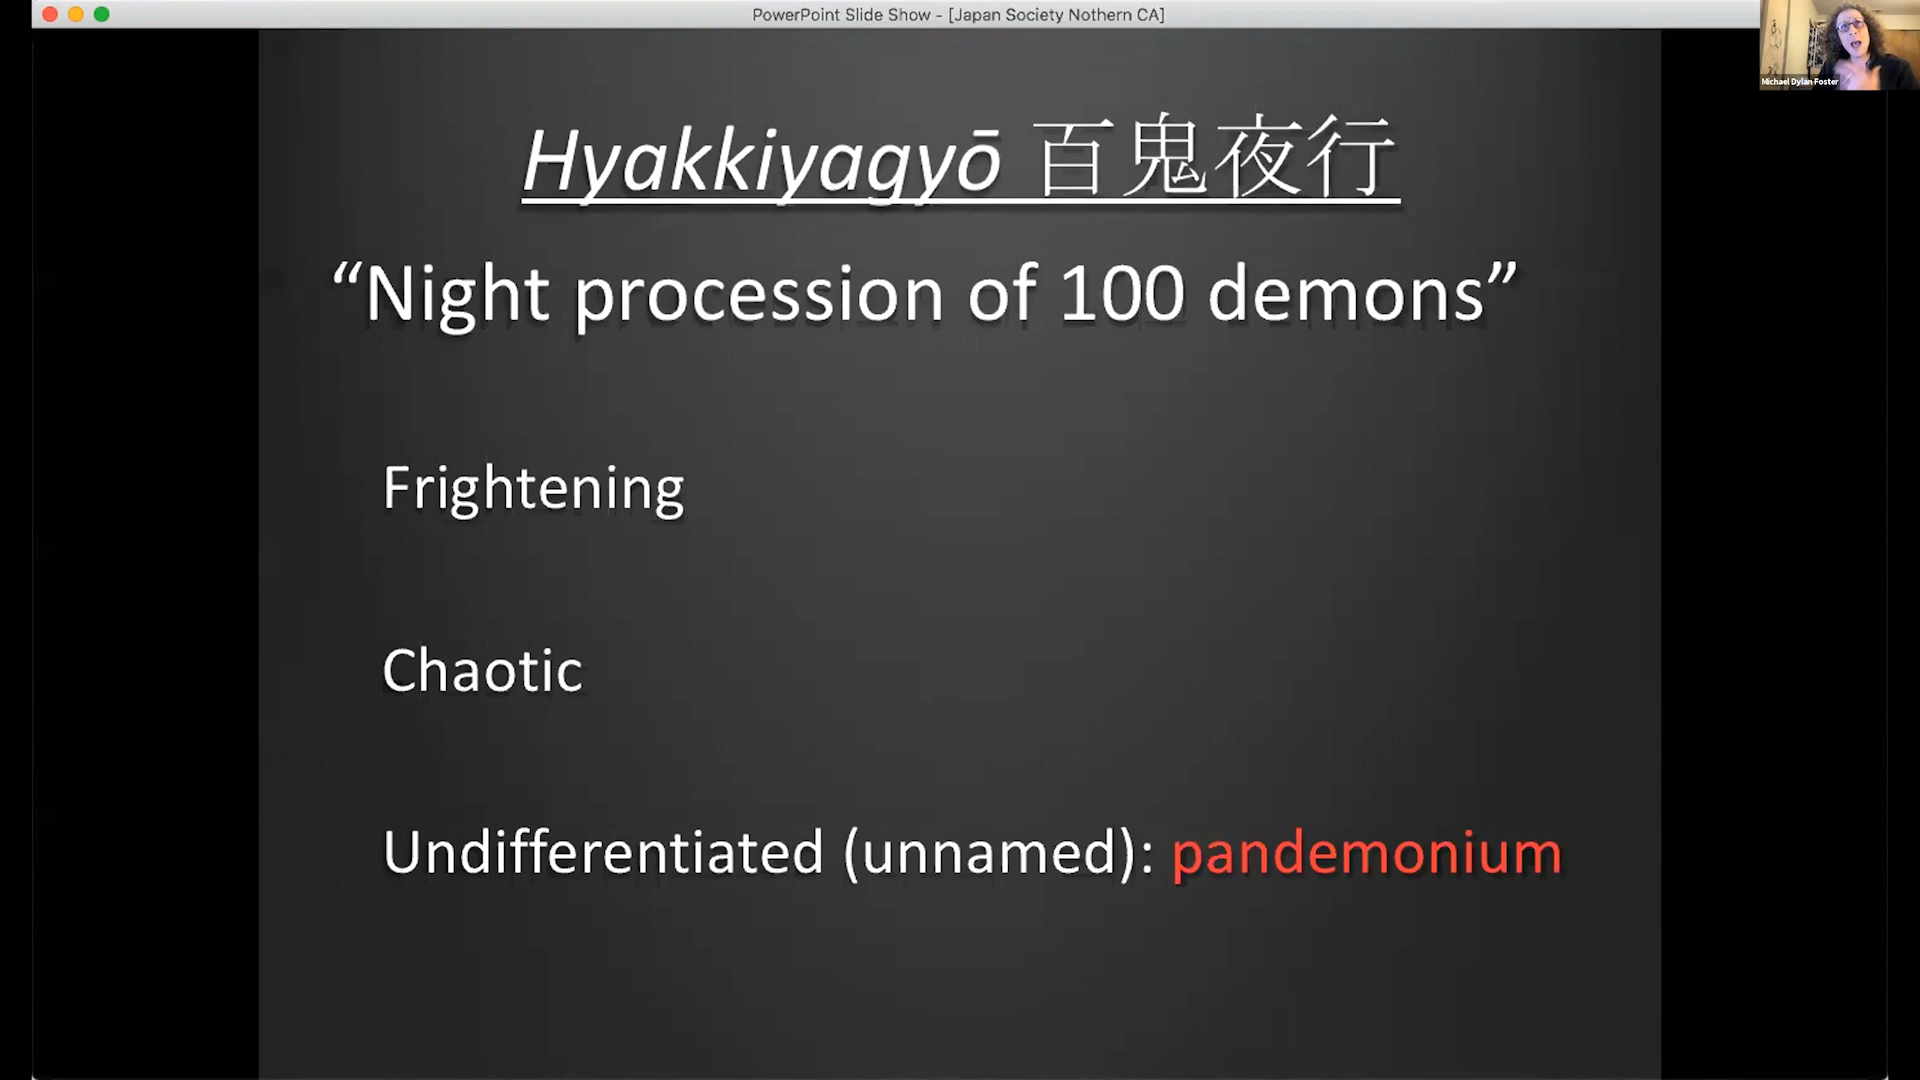 PowerPoint Slide Show - [Japan Society Nothern CA]
Michael Dylan Foster
Hyakkiyagyō 百鬼夜行
“Night procession of 100 demons”
Frightening
Chaotic
Undifferentiated (unnamed): pandemonium